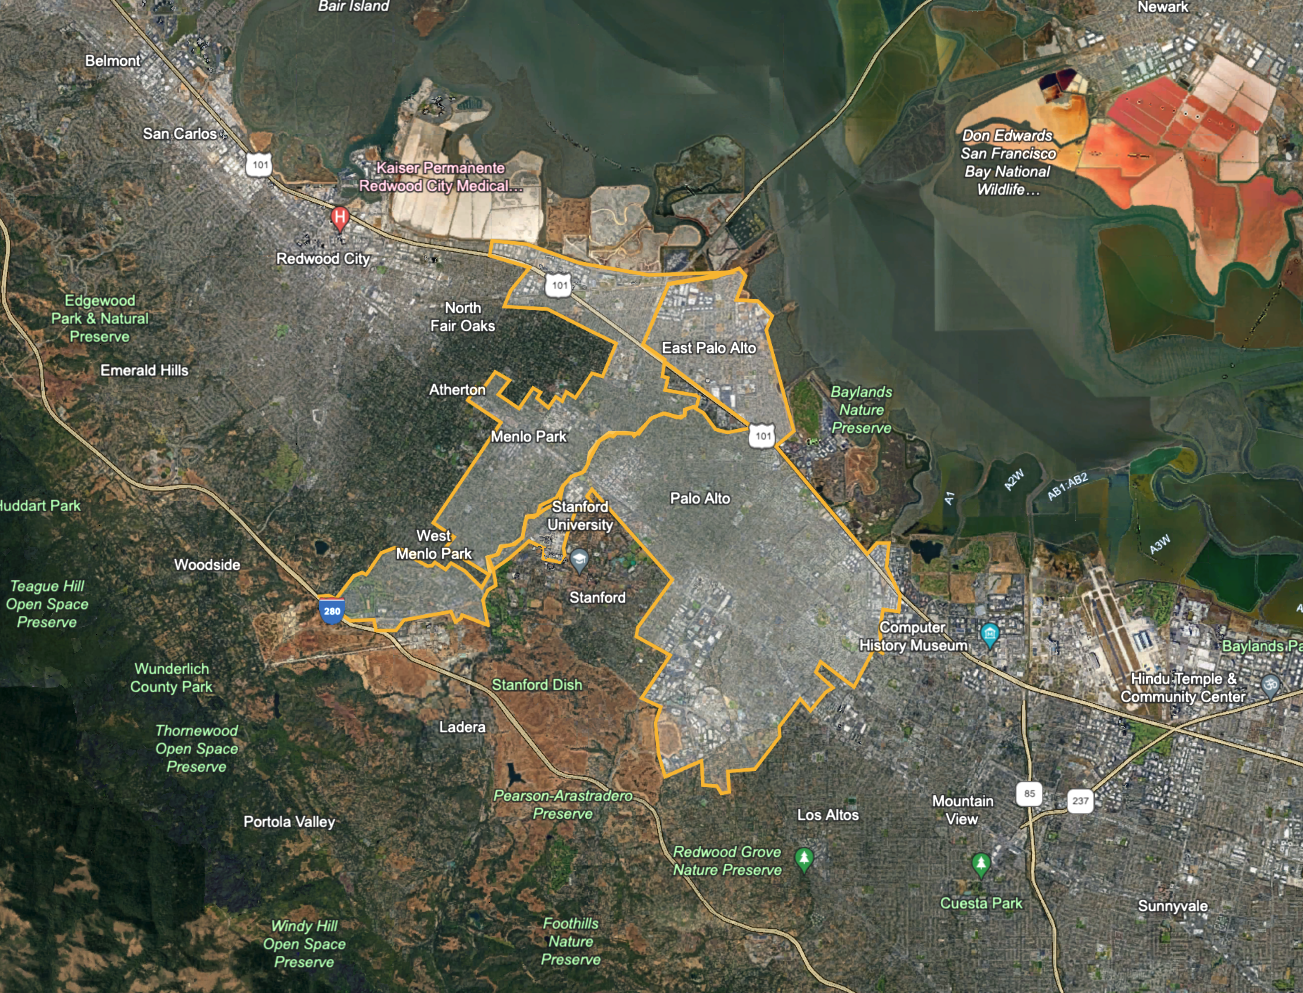 Bair Island
Newark
Belmont
San Carlos
101
Don Edwards
San Francisco
Bay National
Wildlife…
Kaiser Permanente
Redwood City Medical…
H
Redwood City
101
North
Fair Oaks
Edgewood
Park & Natural
Preserve
East Palo Alto
Emerald Hills
Atherton
Baylands
Nature
Preserve
Menlo Park
101
A1
A2W
AB1:AB2
Palo Alto
Huddart Park
Stanford
University
West
Menlo Park
A3W
Woodside
Teague Hill
Open Space
Preserve
280
Stanford
Computer
History Museum
Baylands Pa
Wunderlich
County Park
Stanford Dish
Hindu Temple &
Community Center
Ladera
Thornewood
Open Space
Preserve
Pearson-Arastradero
Preserve
85
237
Mountain
View
Los Altos
Portola Valley
Redwood Grove
Nature Preserve
Cuesta Park
Sunnyvale
Windy Hill
Open Space
Preserve
Foothills
Nature
Preserve